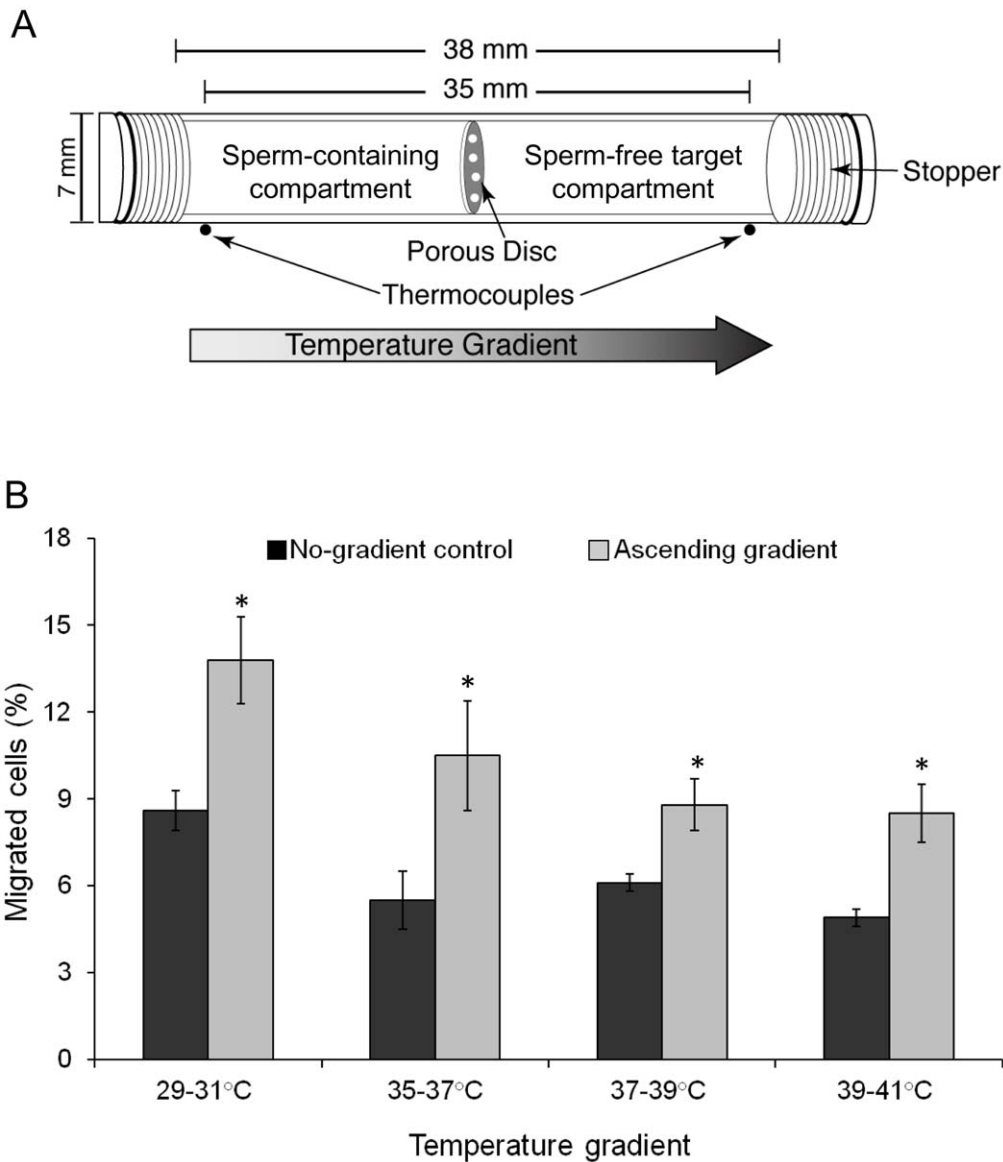 A
38 mm
35 mm
7 mm
Sperm-containing
compartment
Sperm-free target
compartment
Stopper
Porous Disc
Thermocouples
Temperature Gradient
B
18
15
12
9
6
3
0
Migrated cells (%)
No-gradient control
Ascending gradient
*
*
*
*
29-31°C
35-37°C
37-39°C
39-41°C
Temperature gradient